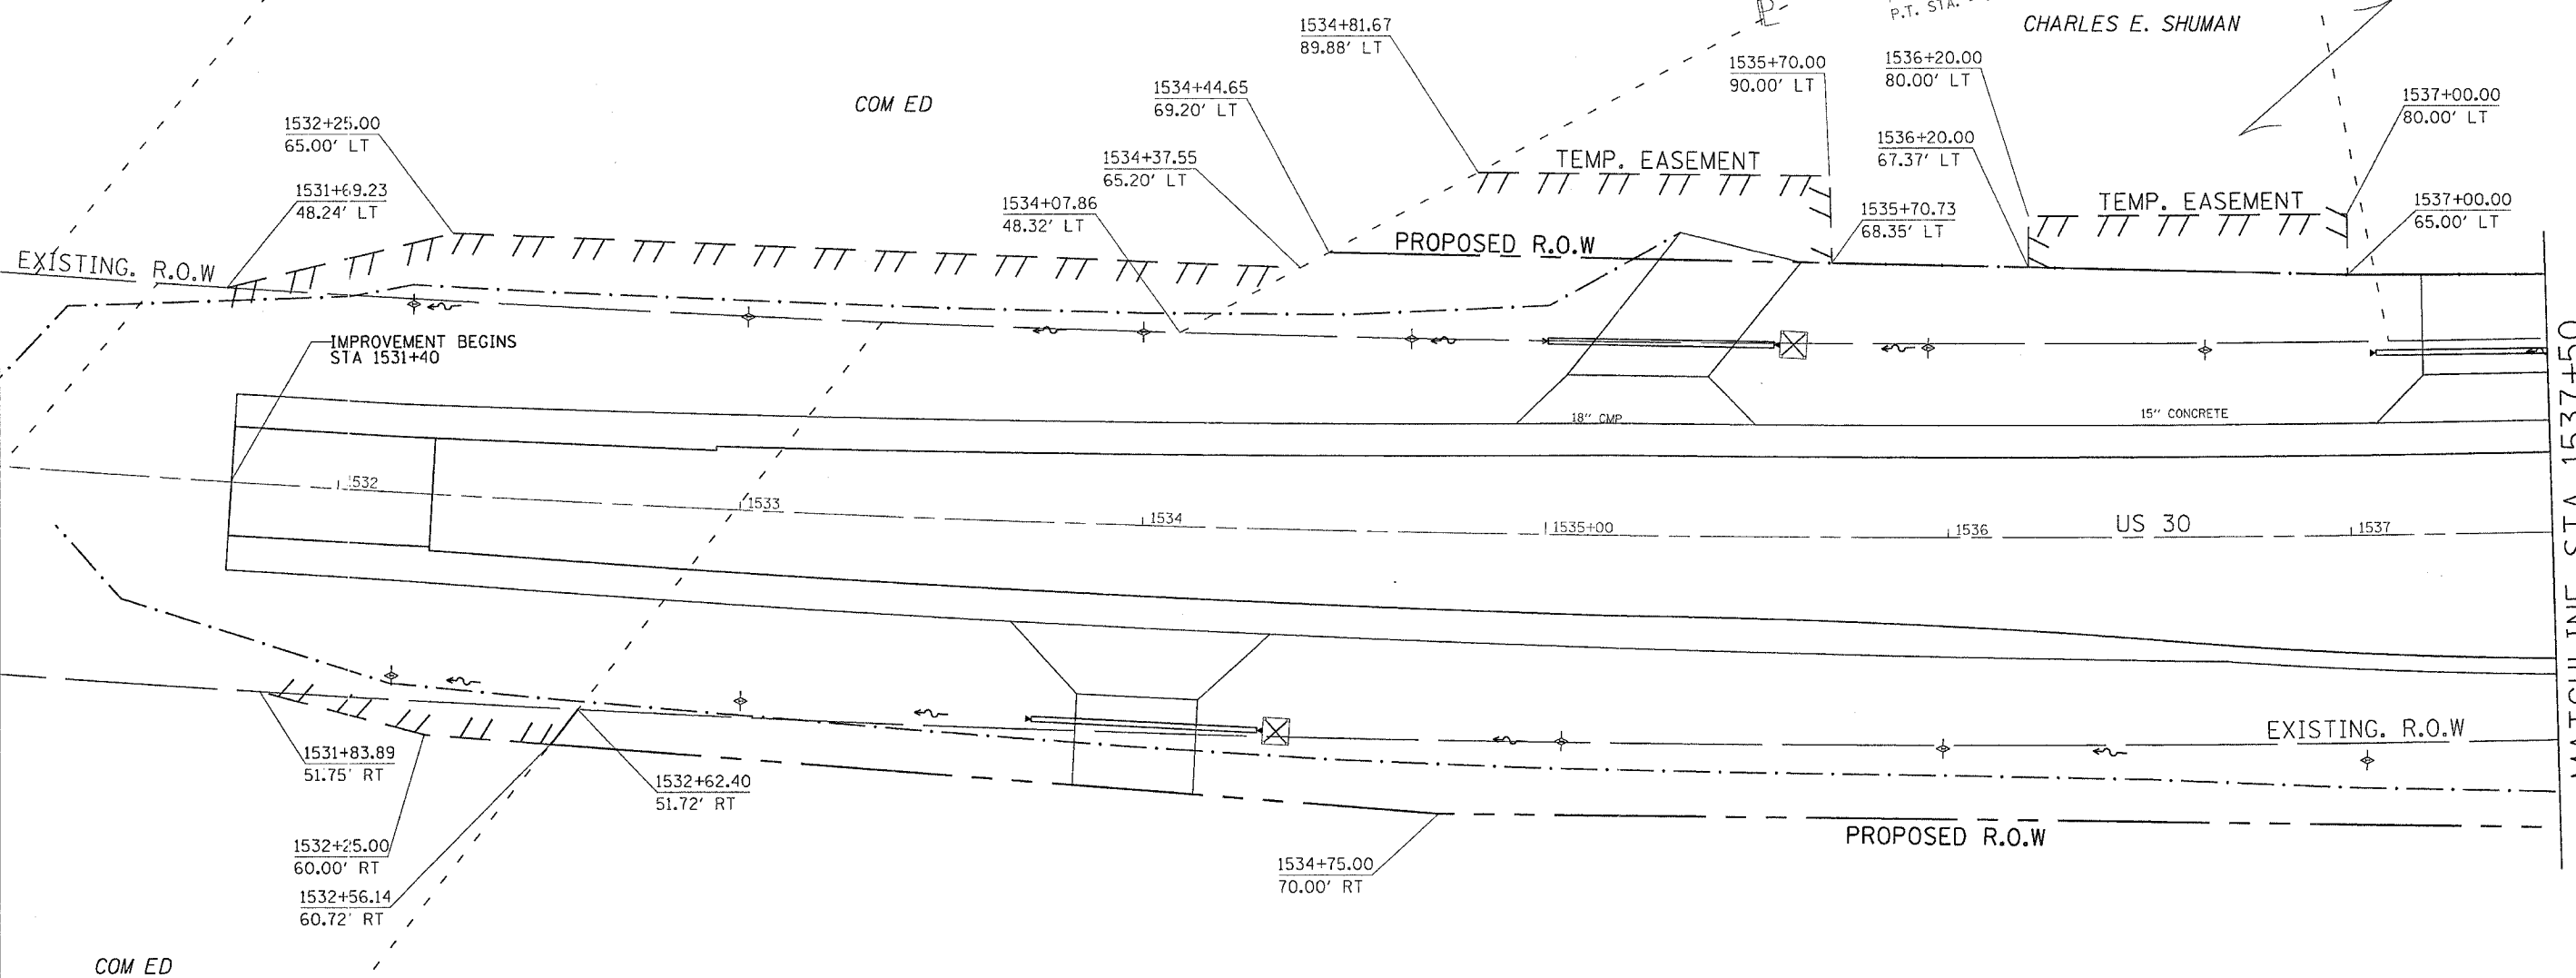 P.T. STA.
CHARLES E. SHUMAN
1534+81.67
89.88' LT
1535+70.00
90.00' LT
1536+20.00
80.00' LT
1537+00.00
80.00' LT
COM ED
1534+44.65
69.20' LT
1532+25.00
65.00' LT
1534+37.55
65.20' LT
TEMP. EASEMENT
1536+20.00
67.37' LT
1531+69.23
48.24' LT
1534+07.86
48.32' LT
1535+70.73
68.35' LT
TEMP. EASEMENT
1537+00.00
65.00' LT
EXISTING. R.O.W
PROPOSED R.O.W
IMPROVEMENT BEGINS
STA 1531+40
18" CMP
15" CONCRETE
1532
1533
1534
1535+00
1536
US 30
1537
MATCHLINE STA 1537+50
EXISTING. R.O.W
1531+83.89
51.75' RT
1532+62.40
51.72' RT
PROPOSED R.O.W
1532+25.00
60.00' RT
1534+75.00
70.00' RT
1532+56.14
60.72' RT
COM ED